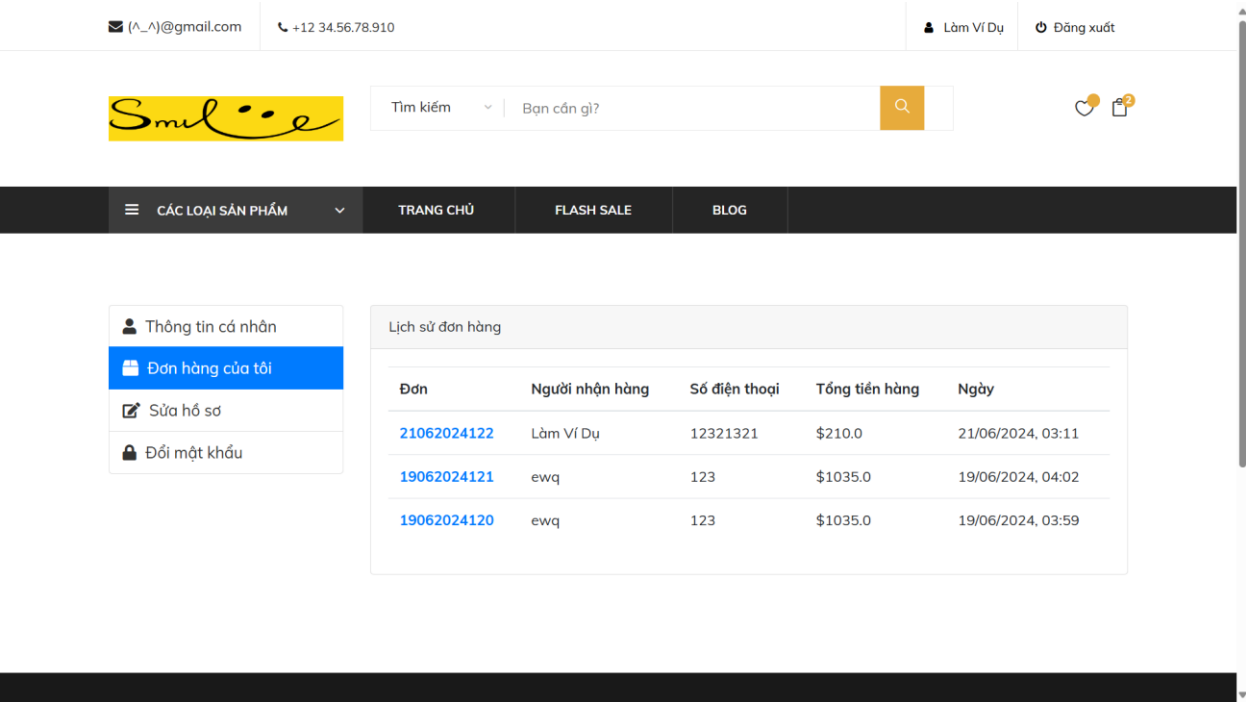 (^_^)@gmail.com +12 34.56.78.910 Làm Ví Dụ Đăng xuất
Smile Tìm kiếm Bạn cần gì? 2
CÁC LOẠI SẢN PHẨM TRANG CHỦ FLASH SALE BLOG
Thông tin cá nhân
Đơn hàng của tôi
Sửa hồ sơ
Đổi mật khẩu
Lịch sử đơn hàng
Đơn Người nhận hàng Số điện thoại Tổng tiền hàng Ngày
21062024122 Làm Ví Dụ 12321321 $210.0 21/06/2024, 03:11
19062024121 ewq 123 $1035.0 19/06/2024, 04:02
19062024120 ewq 123 $1035.0 19/06/2024, 03:59